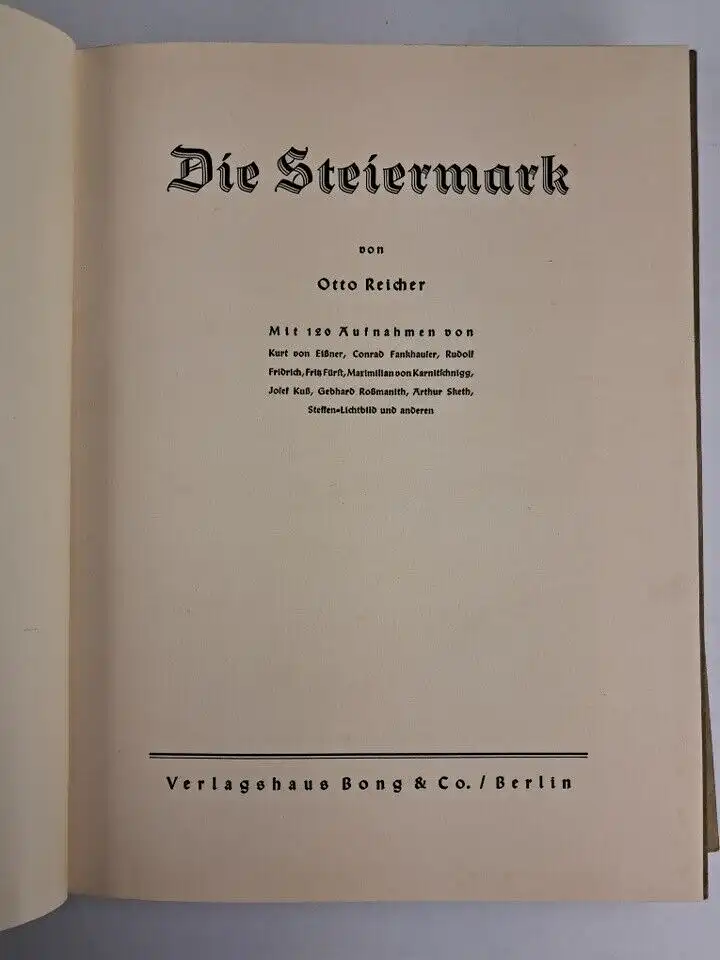 Die Steiermark
von
Otto Reicher
Mit 120 Aufnahmen von
Kurt von Eißner, Conrad Fankhauser, Rudolf
Fridrich, Fritz Fürst, Maximilian von Karnitschnigg,
Josef Kuß, Gebhard Roßmanith, Arthur Sheth,
Steffen=Lichtbild und anderen
Verlagshaus Bong & Co. / Berlin